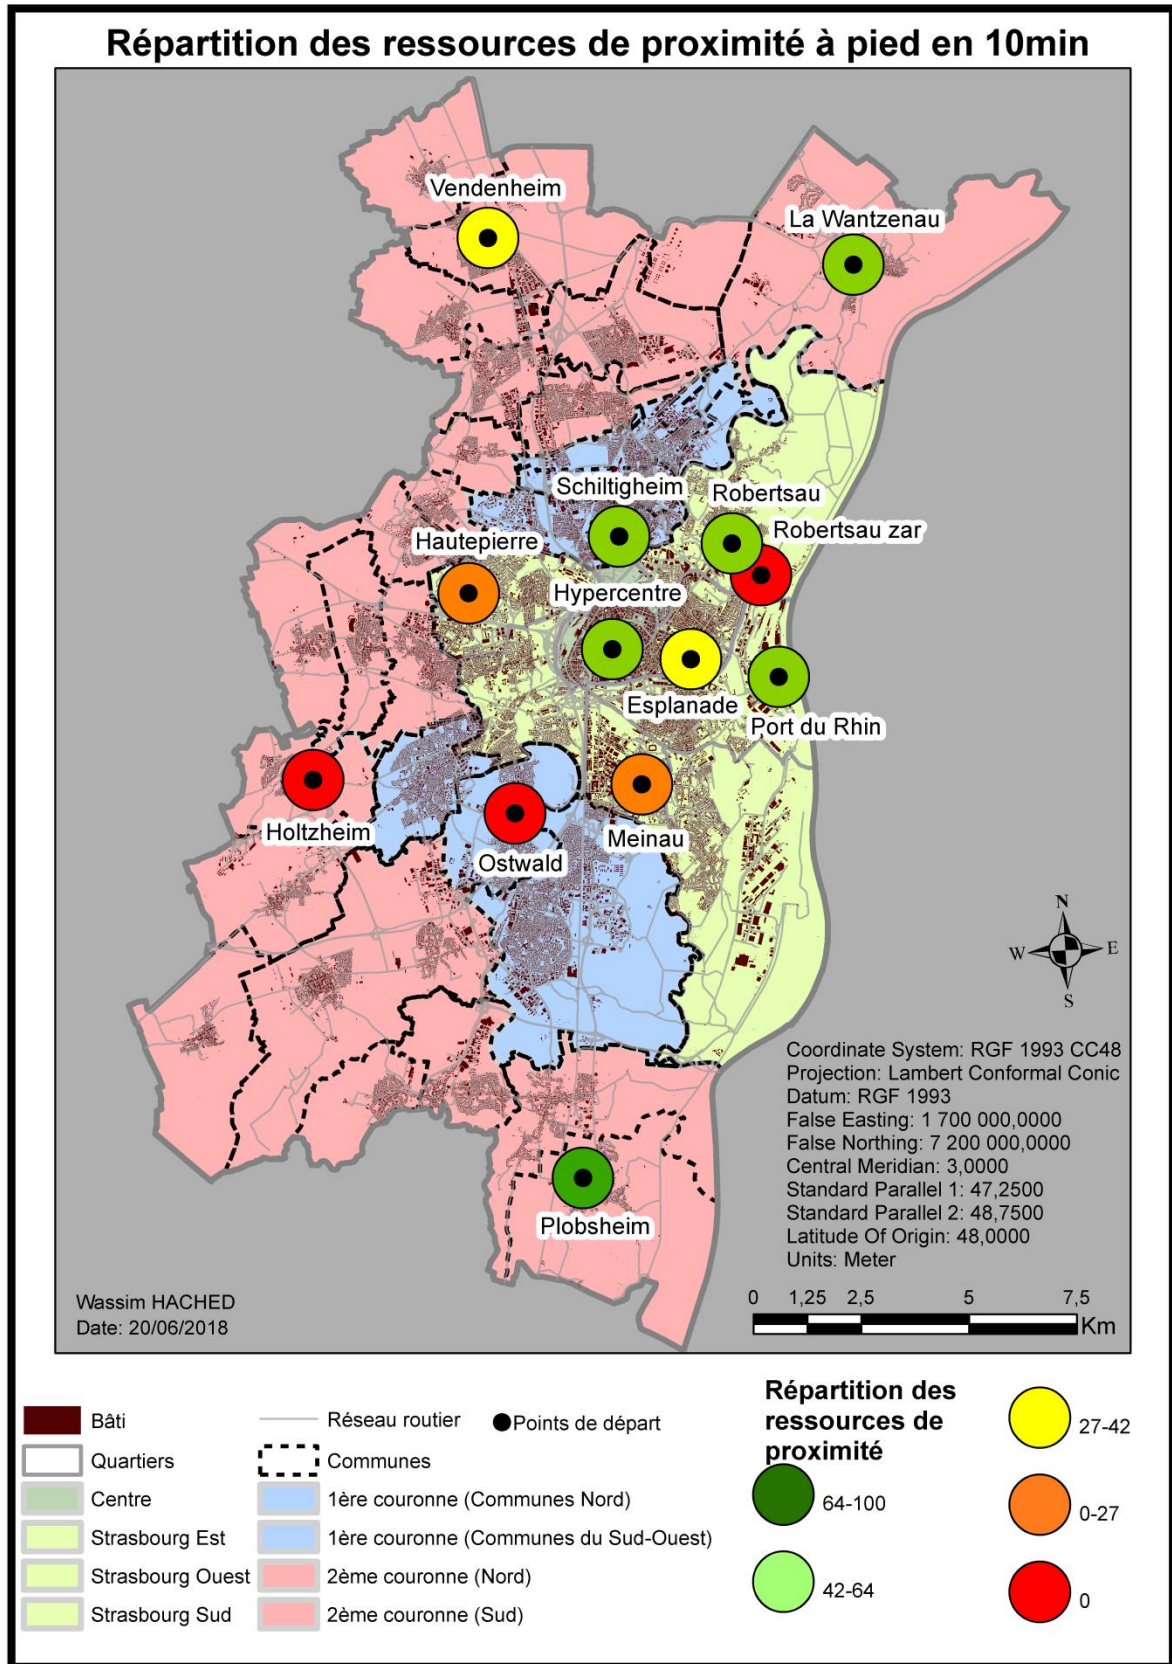 Répartition des ressources de proximité à pied en 10min
Vendenheim
La Wantzenau
Schiltigheim
Robertsau
Robertsau zar
Hautepierre
Hypercentre
Esplanade
Port du Rhin
Holtzheim
Ostwald
Meinau
Plobsheim
N
W
E
S
Coordinate System: RGF 1993 CC48
Projection: Lambert Conformal Conic
Datum: RGF 1993
False Easting: 1 700 000,0000
False Northing: 7 200 000,0000
Central Meridian: 3,0000
Standard Parallel 1: 47,2500
Standard Parallel 2: 48,7500
Latitude Of Origin: 48,0000
Units: Meter
0 1,25 2,5 5 7,5
Km
Wassim HACHED
Date: 20/06/2018
Bâti
Quartiers
Centre
Strasbourg Est
Strasbourg Ouest
Strasbourg Sud
Réseau routier
Points de départ
Communes
1ère couronne (Communes Nord)
1ère couronne (Communes du Sud-Ouest)
2ème couronne (Nord)
2ème couronne (Sud)
Répartition des
ressources de
proximité
64-100
42-64
27-42
0-27
0